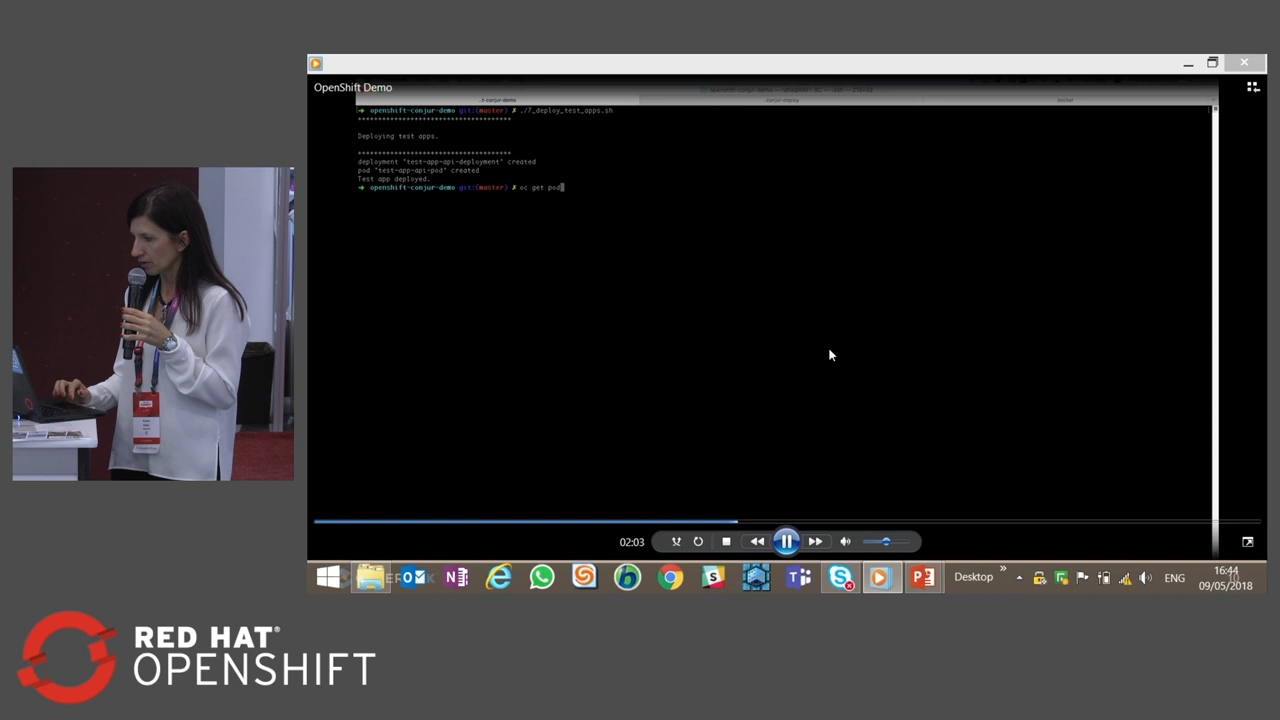 OpenShift Demo
openshift-conjur-demo git:(master) ✗ ./7_deploy_test_apps.sh
************************************
Deploying test apps.
************************************
deployment "test-app-api-deployment" created
pod "test-app-api-pod" created
Test app deployed.
openshift-conjur-demo git:(master) ✗ oc get pod
02:03
Desktop
ENG
16:44
09/05/2018
RED HAT®
OPENSHIFT